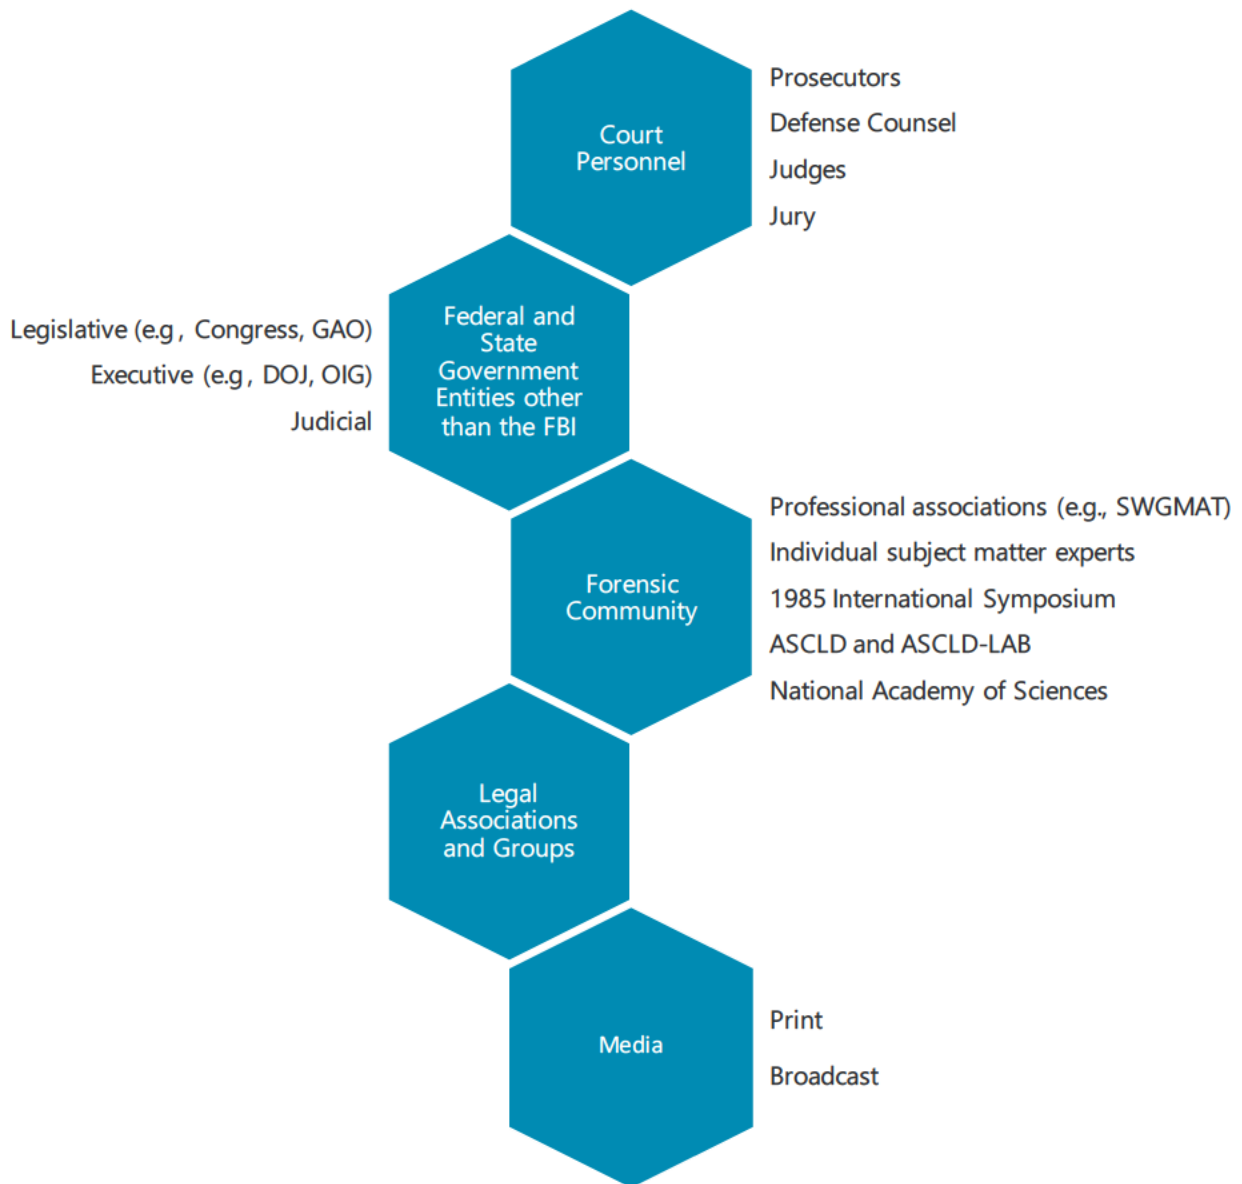 Court
Personnel
Prosecutors
Defense Counsel
Judges
Jury
Federal and
State
Government
Entities other
than the FBI
Legislative (e.g, Congress, GAO)
Executive (e.g, DOJ, OIG)
Judicial
Forensic
Community
Professional associations (e.g., SWGMAT)
Individual subject matter experts
1985 International Symposium
ASCLD and ASCLD-LAB
National Academy of Sciences
Legal
Associations
and Groups
Media
Print
Broadcast